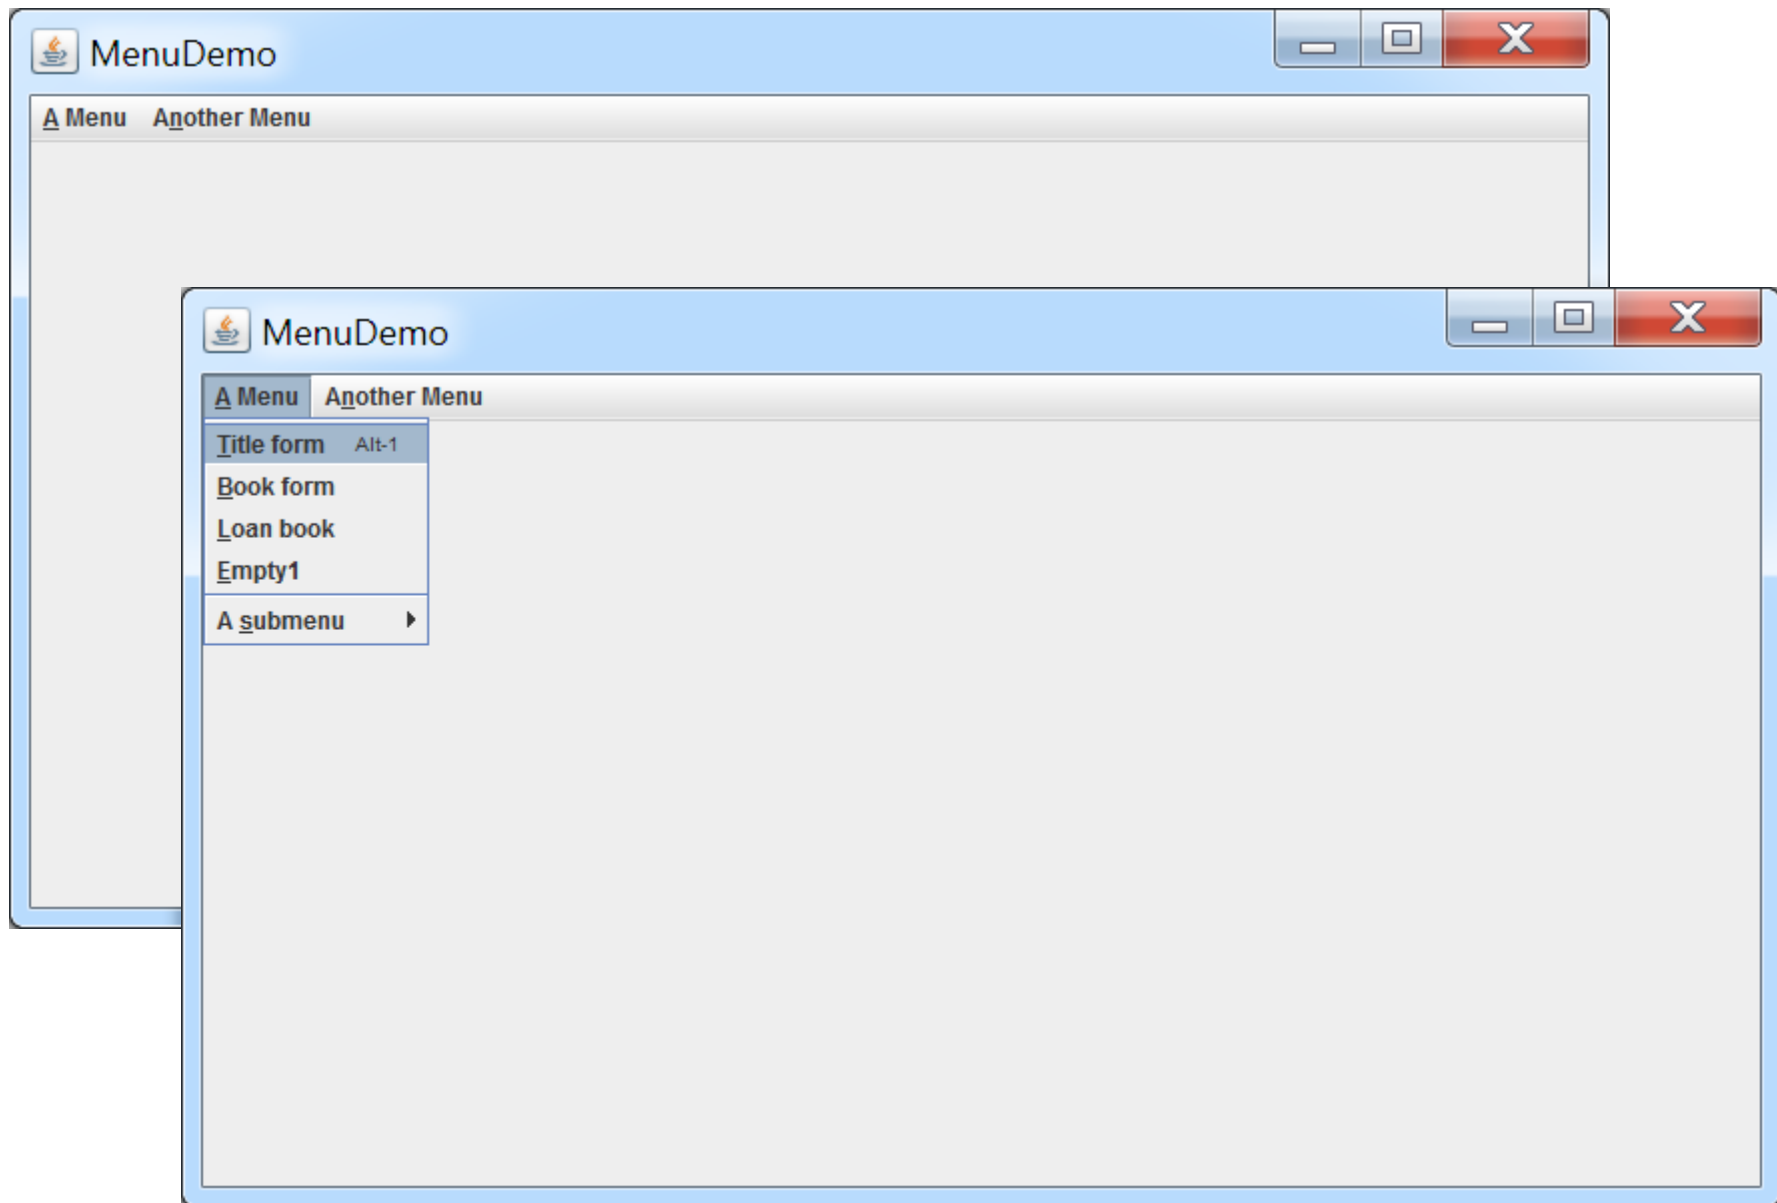 MenuDemo
A Menu Another Menu
MenuDemo
A Menu Another Menu
Title form Alt-1
Book form
Loan book
Empty1
A submenu